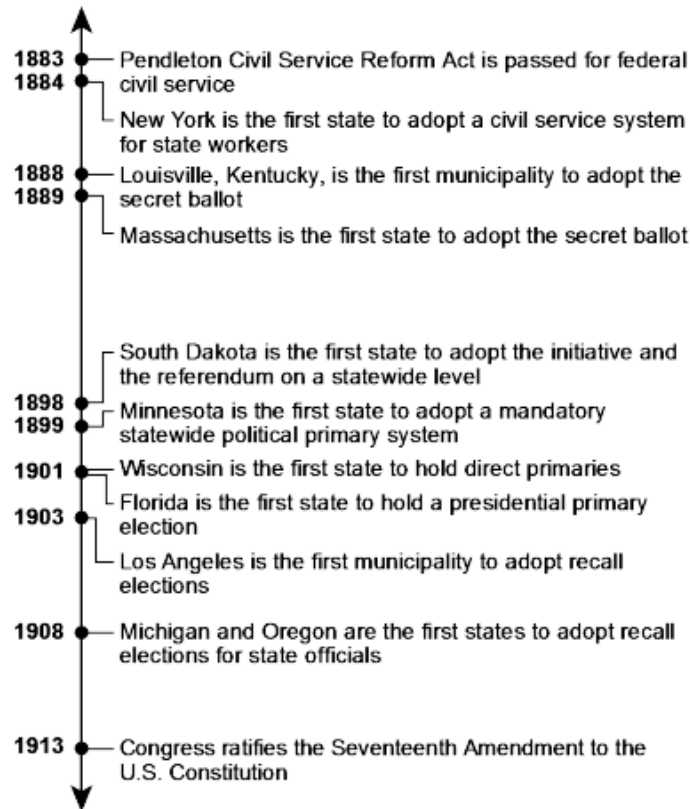 1883 Pendleton Civil Service Reform Act is passed for federal
1884 civil service
New York is the first state to adopt a civil service system
for state workers
1888 Louisville, Kentucky, is the first municipality to adopt the
1889 secret ballot
Massachusetts is the first state to adopt the secret ballot
South Dakota is the first state to adopt the initiative and
the referendum on a statewide level
1898
1899 Minnesota is the first state to adopt a mandatory
statewide political primary system
1901 Wisconsin is the first state to hold direct primaries
Florida is the first state to hold a presidential primary
1903 election
Los Angeles is the first municipality to adopt recall
elections
1908 Michigan and Oregon are the first states to adopt recall
elections for state officials
1913 Congress ratifies the Seventeenth Amendment to the
U.S. Constitution